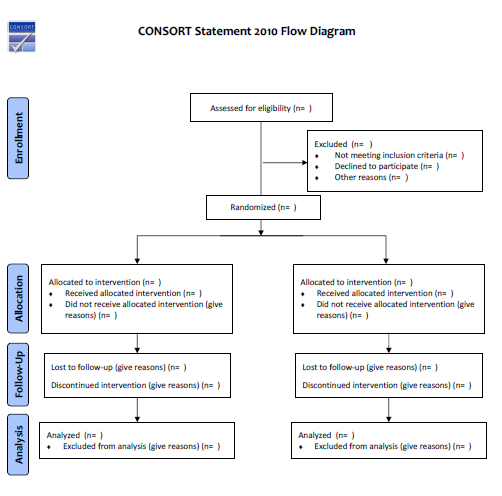 CONSORT
CONSORT Statement 2010 Flow Diagram
Enrollment
Assessed for eligibility (n=  )
Excluded  (n=   )
♦ Not meeting inclusion criteria (n=  )
♦ Declined to participate (n=  )
♦ Other reasons (n=  )
Randomized (n=  )
Allocation
Allocated to intervention (n=  )
♦ Received allocated intervention (n=  )
♦ Did not receive allocated intervention (give
reasons) (n=  )
Allocated to intervention (n=  )
♦ Received allocated intervention (n=  )
♦ Did not receive allocated intervention (give
reasons) (n=  )
Follow-Up
Lost to follow-up (give reasons) (n=  )
Discontinued intervention (give reasons) (n=  )
Lost to follow-up (give reasons) (n=  )
Discontinued intervention (give reasons) (n=  )
Analysis
Analyzed  (n=  )
♦ Excluded from analysis (give reasons) (n=  )
Analyzed  (n=  )
♦ Excluded from analysis (give reasons) (n=  )